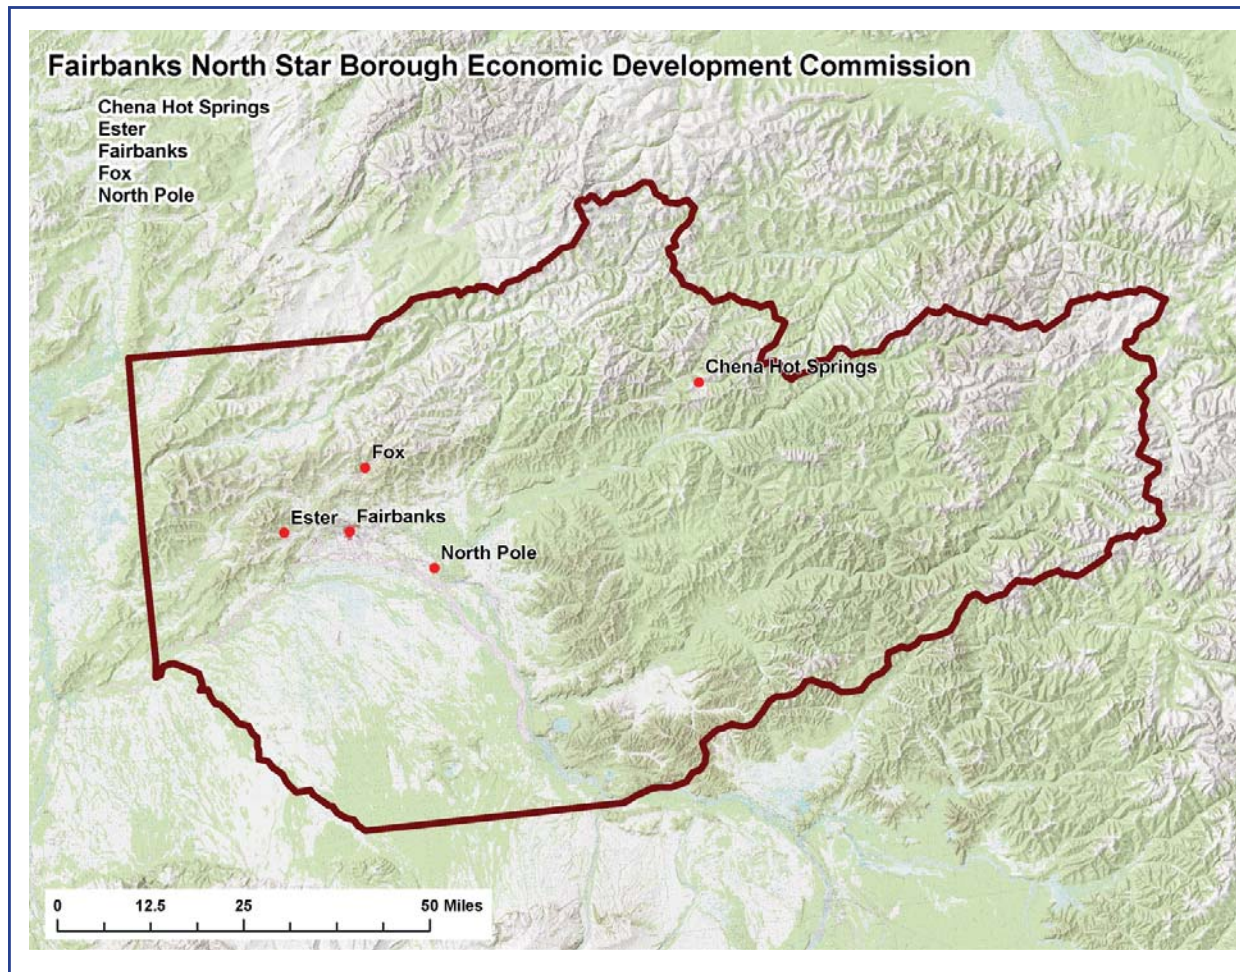 Fairbanks North Star Borough Economic Development Commission
Chena Hot Springs
Ester
Fairbanks
Fox
North Pole
Chena Hot Springs
Fox
Ester
Fairbanks
North Pole
0 12.5 25 50 Miles